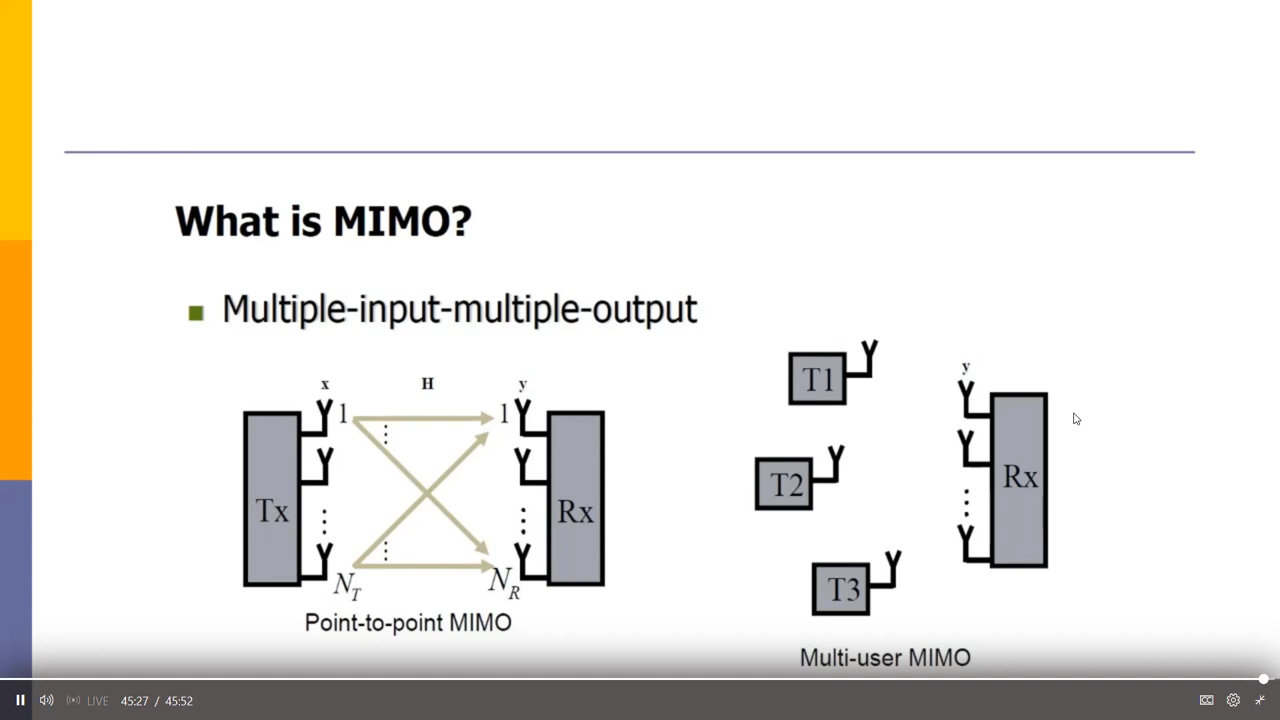 What is MIMO?
Multiple-input-multiple-output
x H y
1 1
Tx Rx
N_T N_R
Point-to-point MIMO
T1
T2
T3
y
Rx
Multi-user MIMO
LIVE 45:27 / 45:52
CC